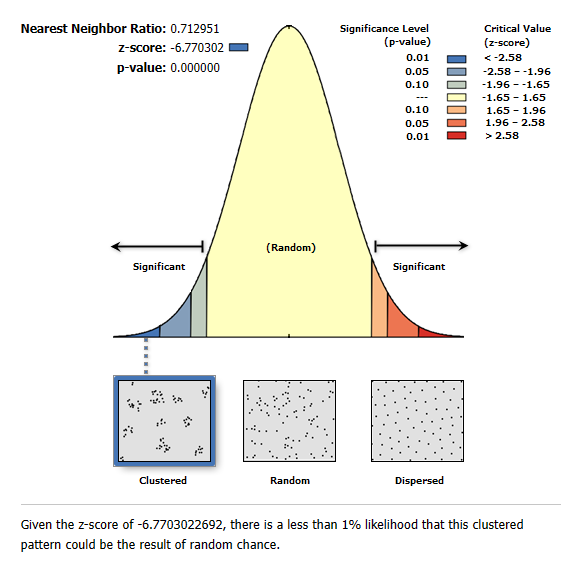 Nearest Neighbor Ratio: 0.712951
z-score: -6.770302
p-value: 0.000000
Significance Level
(p-value)
Critical Value
(z-score)
0.01 < -2.58
0.05 -2.58 – -1.96
0.10 -1.96 – -1.65
--- -1.65 – 1.65
0.10 1.65 – 1.96
0.05 1.96 – 2.58
0.01 > 2.58
(Random)
Significant
Significant
Clustered
Random
Dispersed
Given the z-score of -6.7703022692, there is a less than 1% likelihood that this clustered
pattern could be the result of random chance.